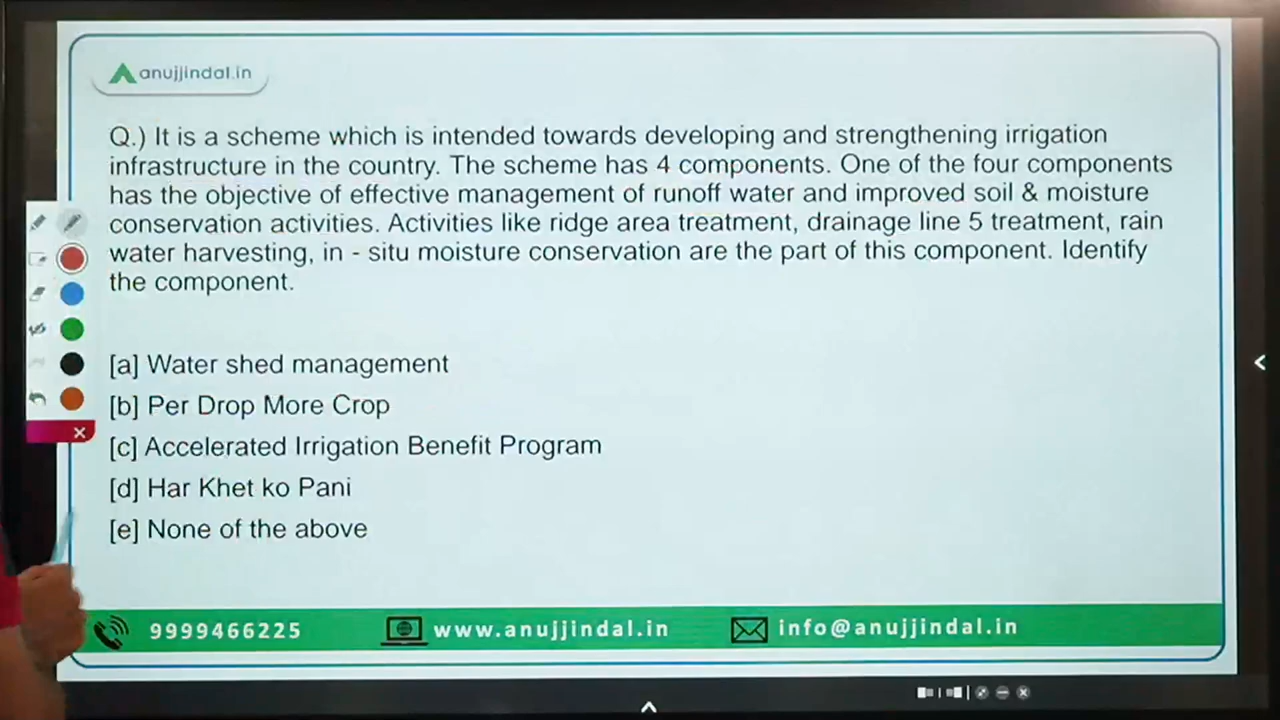 anujjindal.in
Q.) It is a scheme which is intended towards developing and strengthening irrigation
infrastructure in the country. The scheme has 4 components. One of the four components
has the objective of effective management of runoff water and improved soil & moisture
conservation activities. Activities like ridge area treatment, drainage line 5 treatment, rain
water harvesting, in - situ moisture conservation are the part of this component. Identify
the component.
[a] Water shed management
[b] Per Drop More Crop
[c] Accelerated Irrigation Benefit Program
[d] Har Khet ko Pani
[e] None of the above
9999466225 www.anujjindal.in info@anujjindal.in